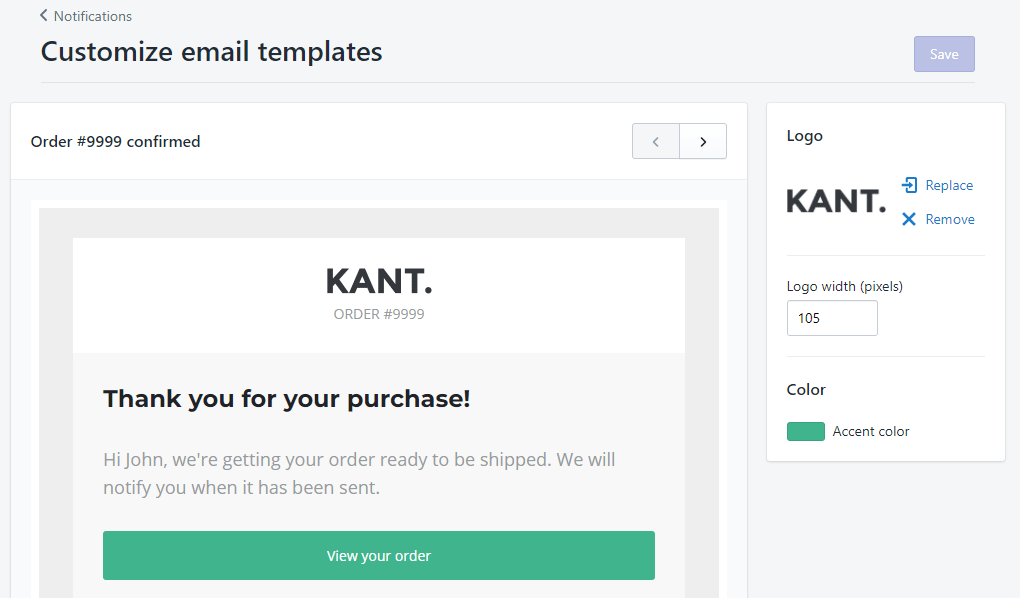 Notifications
Customize email templates
Save
Order #9999 confirmed
KANT.
ORDER #9999
Thank you for your purchase!
Hi John, we're getting your order ready to be shipped. We will
notify you when it has been sent.
View your order
Logo
KANT.
Replace
Remove
Logo width (pixels)
105
Color
Accent color